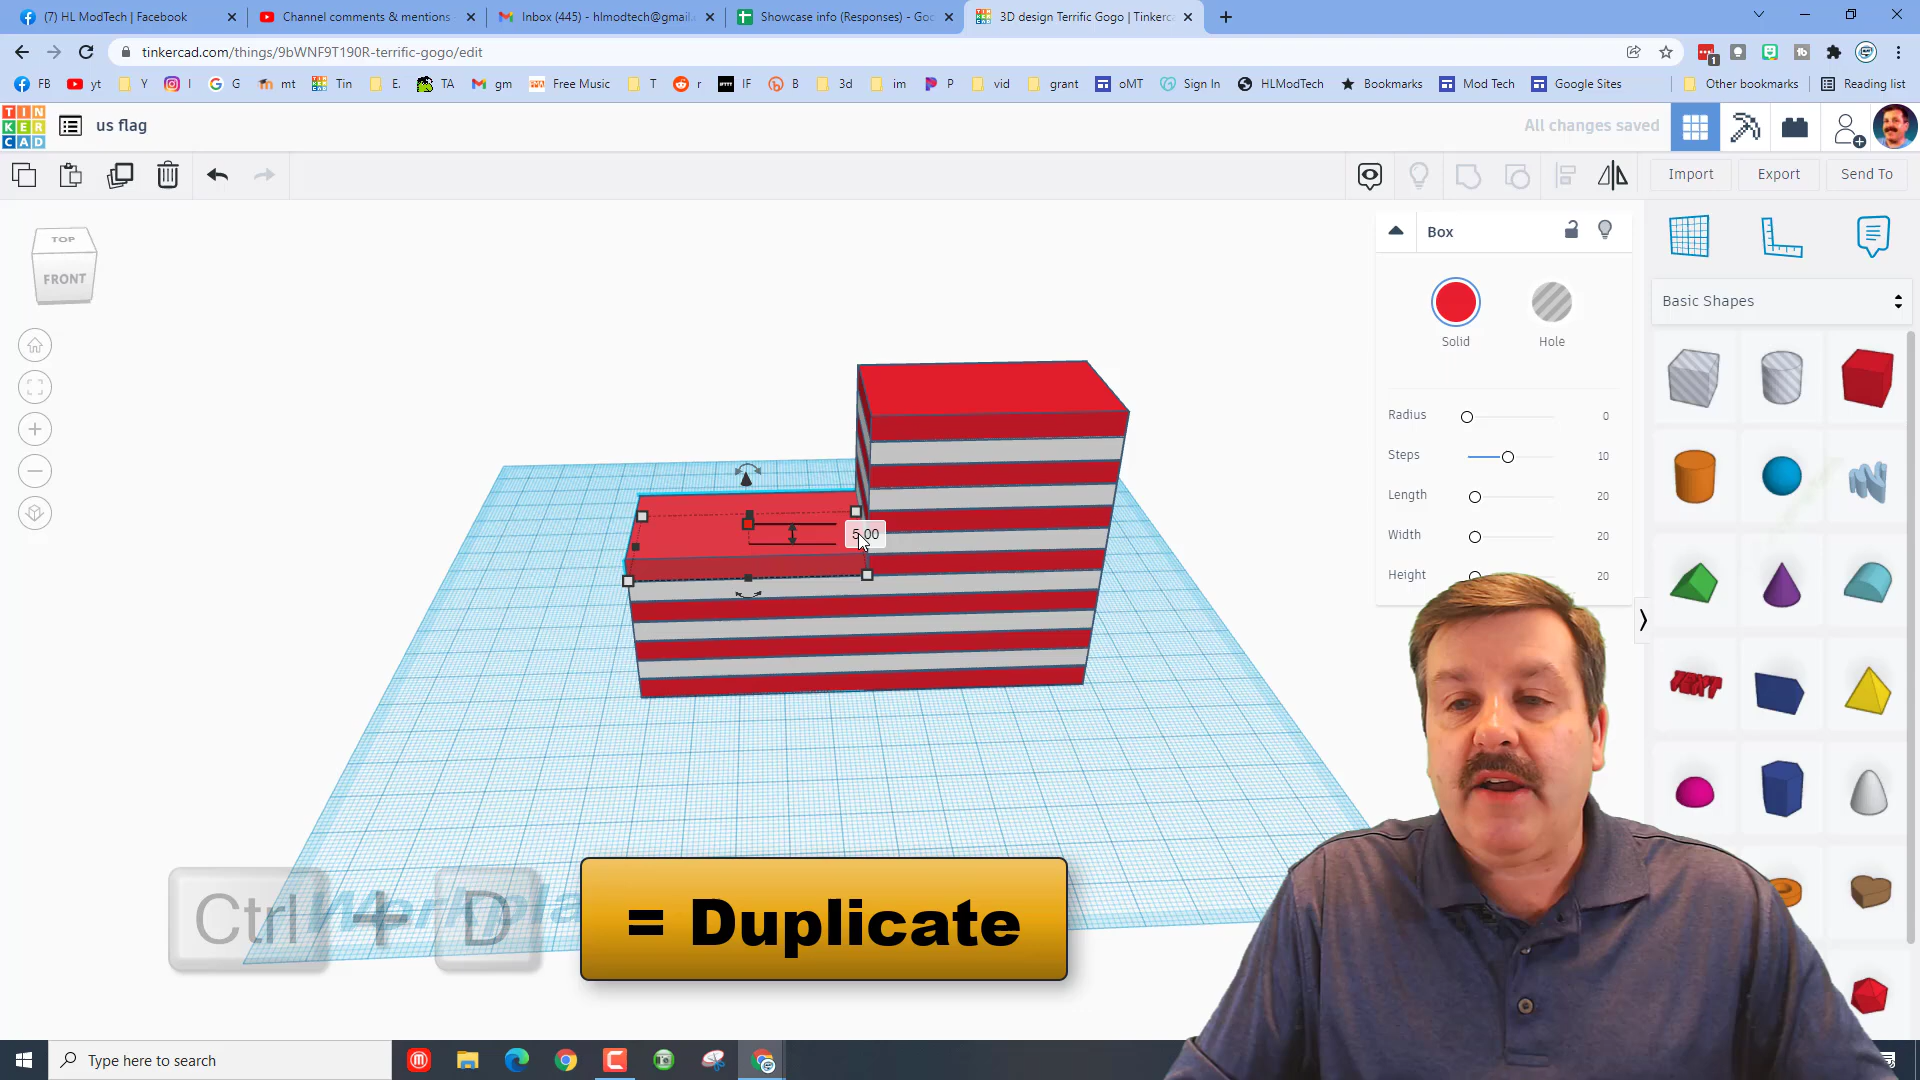 (7) HL ModTech | Facebook
Channel comments & mentions -
Inbox (445) - hlmodtech@gmail.
Showcase info (Responses) - Goo
3D design Terrific Gogo | Tinkerca
tinkercad.com/things/9bWNF9T190R-terrific-gogo/edit
FB
yt
Y
I
G
mt
Tin
E.
TA
gm
Free Music
T
r
IF
B
3d
im
P
vid
grant
oMT
Sign In
HLModTech
Bookmarks
Mod Tech
Google Sites
Other bookmarks
Reading list
TIN
KER
CAD
us flag
All changes saved
Import
Export
Send To
TOP
FRONT
Box
Solid
Hole
Radius 0
Steps 10
Length 20
Width 20
Height 20
Basic Shapes
TEXT
5.00
Ctrl + D
= Duplicate
Type here to search